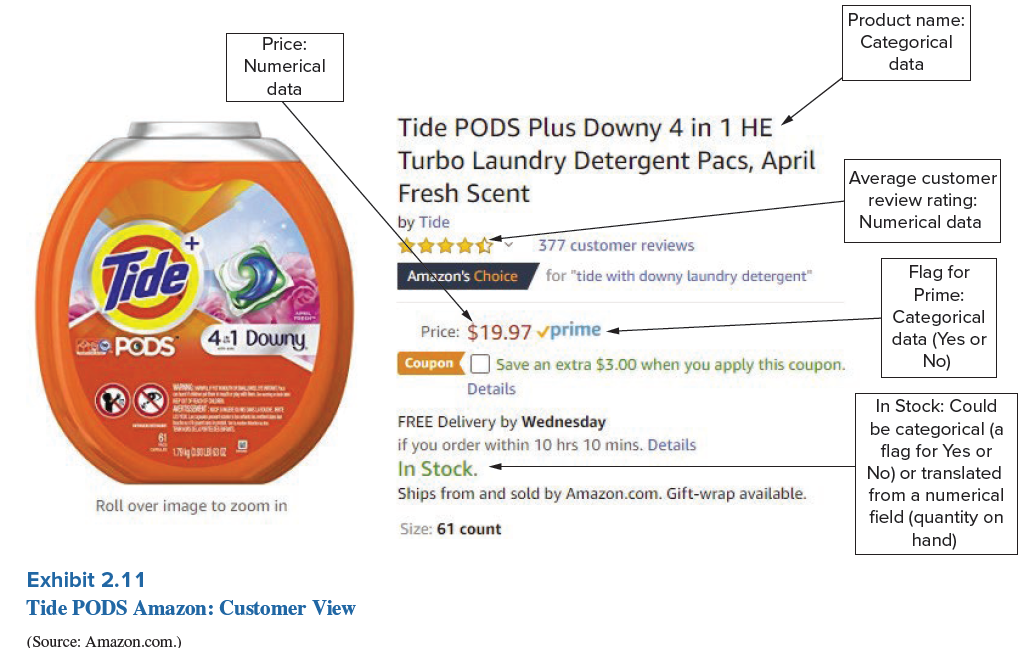 Price:
Numerical
data
Product name:
Categorical
data
Tide PODS Plus Downy 4 in 1 HE
Turbo Laundry Detergent Pacs, April
Fresh Scent
by Tide
377 customer reviews
Amazon's Choice for "tide with downy laundry detergent"
Average customer
review rating:
Numerical data
Price: $19.97 prime
Flag for
Prime:
Categorical
data (Yes or
No)
Coupon Save an extra $3.00 when you apply this coupon.
Details
FREE Delivery by Wednesday
if you order within 10 hrs 10 mins. Details
In Stock.
Ships from and sold by Amazon.com. Gift-wrap available.
Size: 61 count
In Stock: Could
be categorical (a
flag for Yes or
No) or translated
from a numerical
field (quantity on
hand)
Tide+
PODS
4 in 1 Downy
APRIL
FRESH
61
Roll over image to zoom in
Exhibit 2.11
Tide PODS Amazon: Customer View
(Source: Amazon.com.)